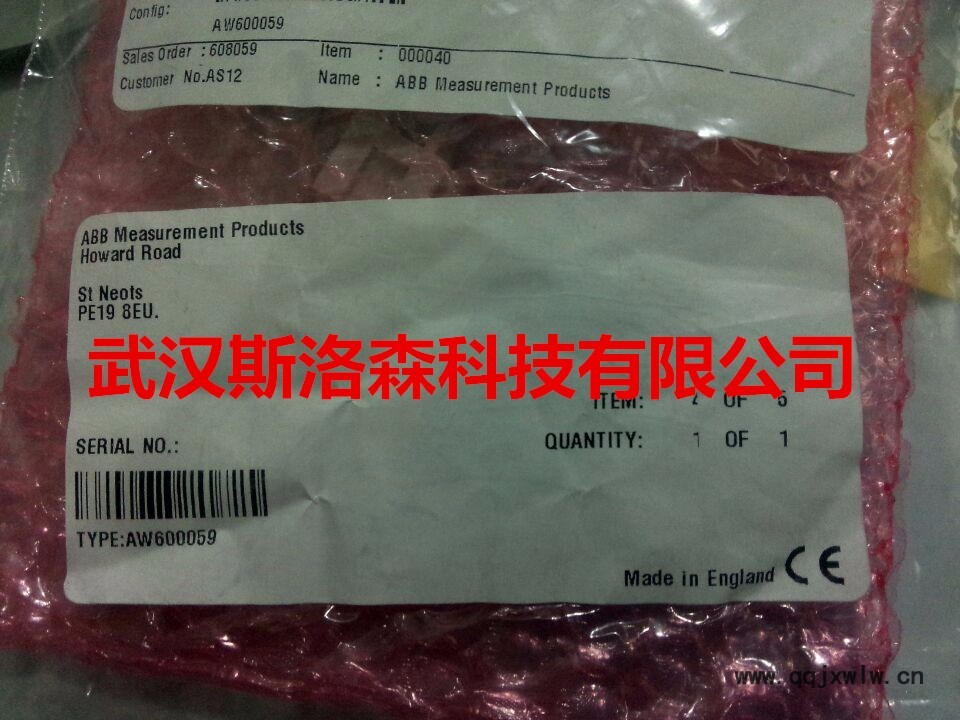 Config:
AW600059
Sales Order : 608059 Item : 000040
Customer No.AS12 Name : ABB Measurement Products
ABB Measurement Products
Howard Road
St Neots
PE19 8EU.
武汉斯洛森科技有限公司
ITEM: 4 OF
SERIAL NO.: QUANTITY: 1 OF 1
TYPE:AW600059
Made in England CE
www.qqjxwlw.cn